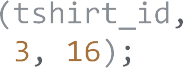 (tshirt_id,
3, 16);